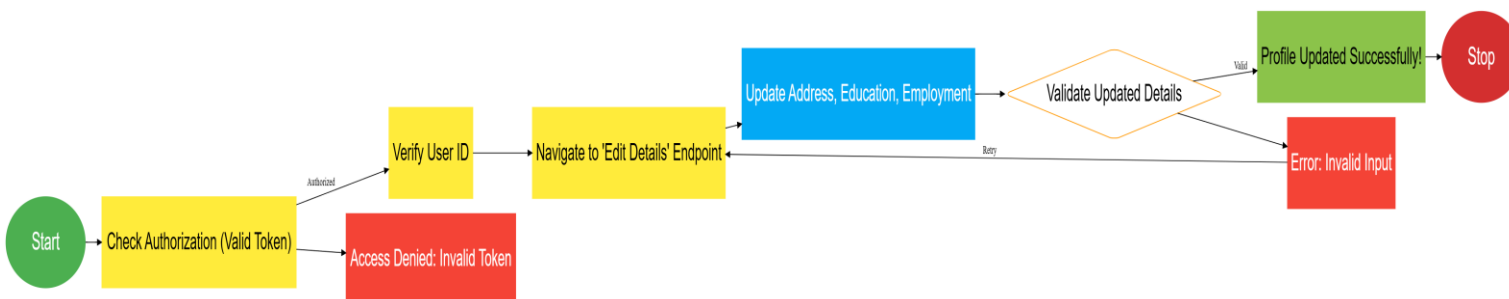 Start
Check Authorization (Valid Token)
Authorized
Access Denied: Invalid Token
Verify User ID
Navigate to 'Edit Details' Endpoint
Update Address, Education, Employment
Validate Updated Details
Valid
Profile Updated Successfully!
Stop
Error: Invalid Input
Retry